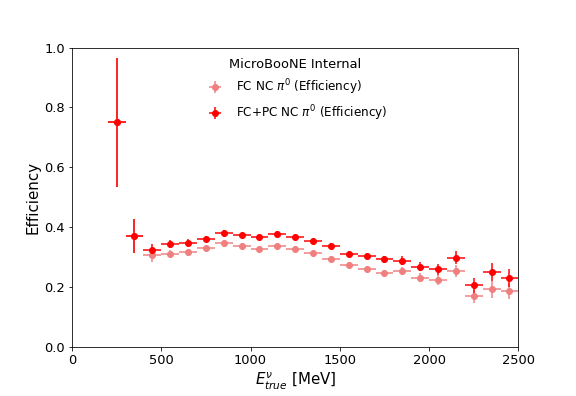 MicroBooNE Internal
FC NC π⁰ (Efficiency)
FC+PC NC π⁰ (Efficiency)
Efficiency
1.0
0.8
0.6
0.4
0.2
0.0
0 500 1000 1500 2000 2500
E^ν_true [MeV]